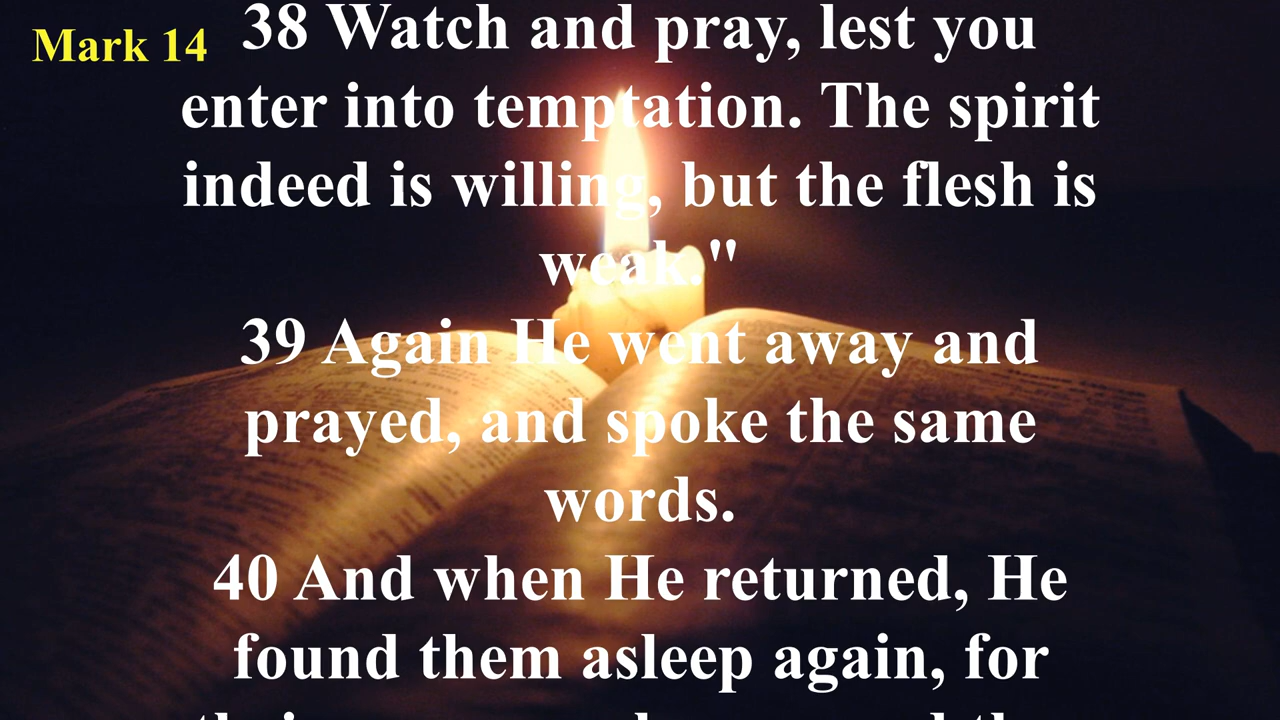 Mark 14
38 Watch and pray, lest you
enter into temptation. The spirit
indeed is willing, but the flesh is
weak."
39 Again He went away and
prayed, and spoke the same
words.
40 And when He returned, He
found them asleep again, for